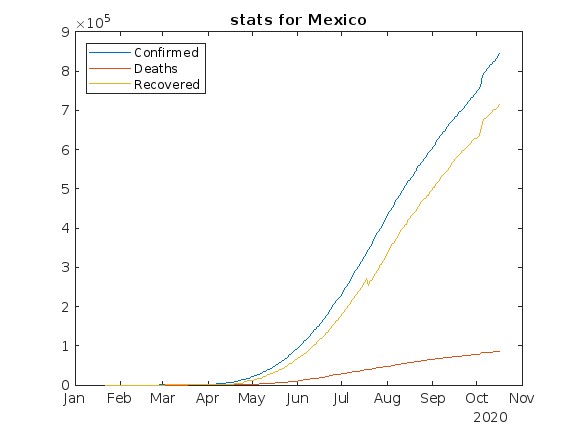 stats for Mexico
×10^5
Confirmed
Deaths
Recovered
9
8
7
6
5
4
3
2
1
0
Jan Feb Mar Apr May Jun Jul Aug Sep Oct Nov
2020